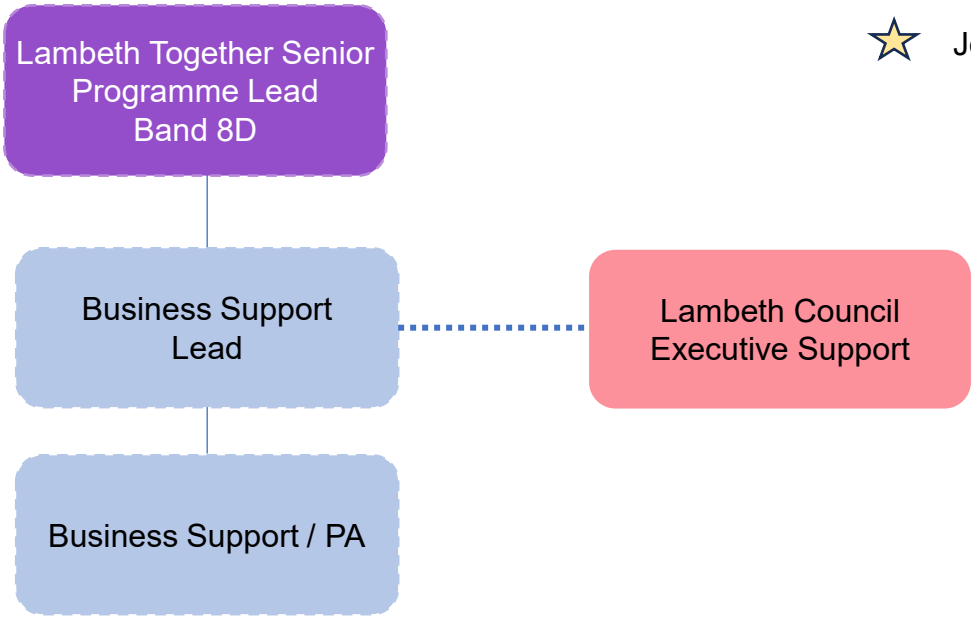 Lambeth Together Senior
Programme Lead
Band 8D
Business Support
Lead
Lambeth Council
Executive Support
Business Support / PA